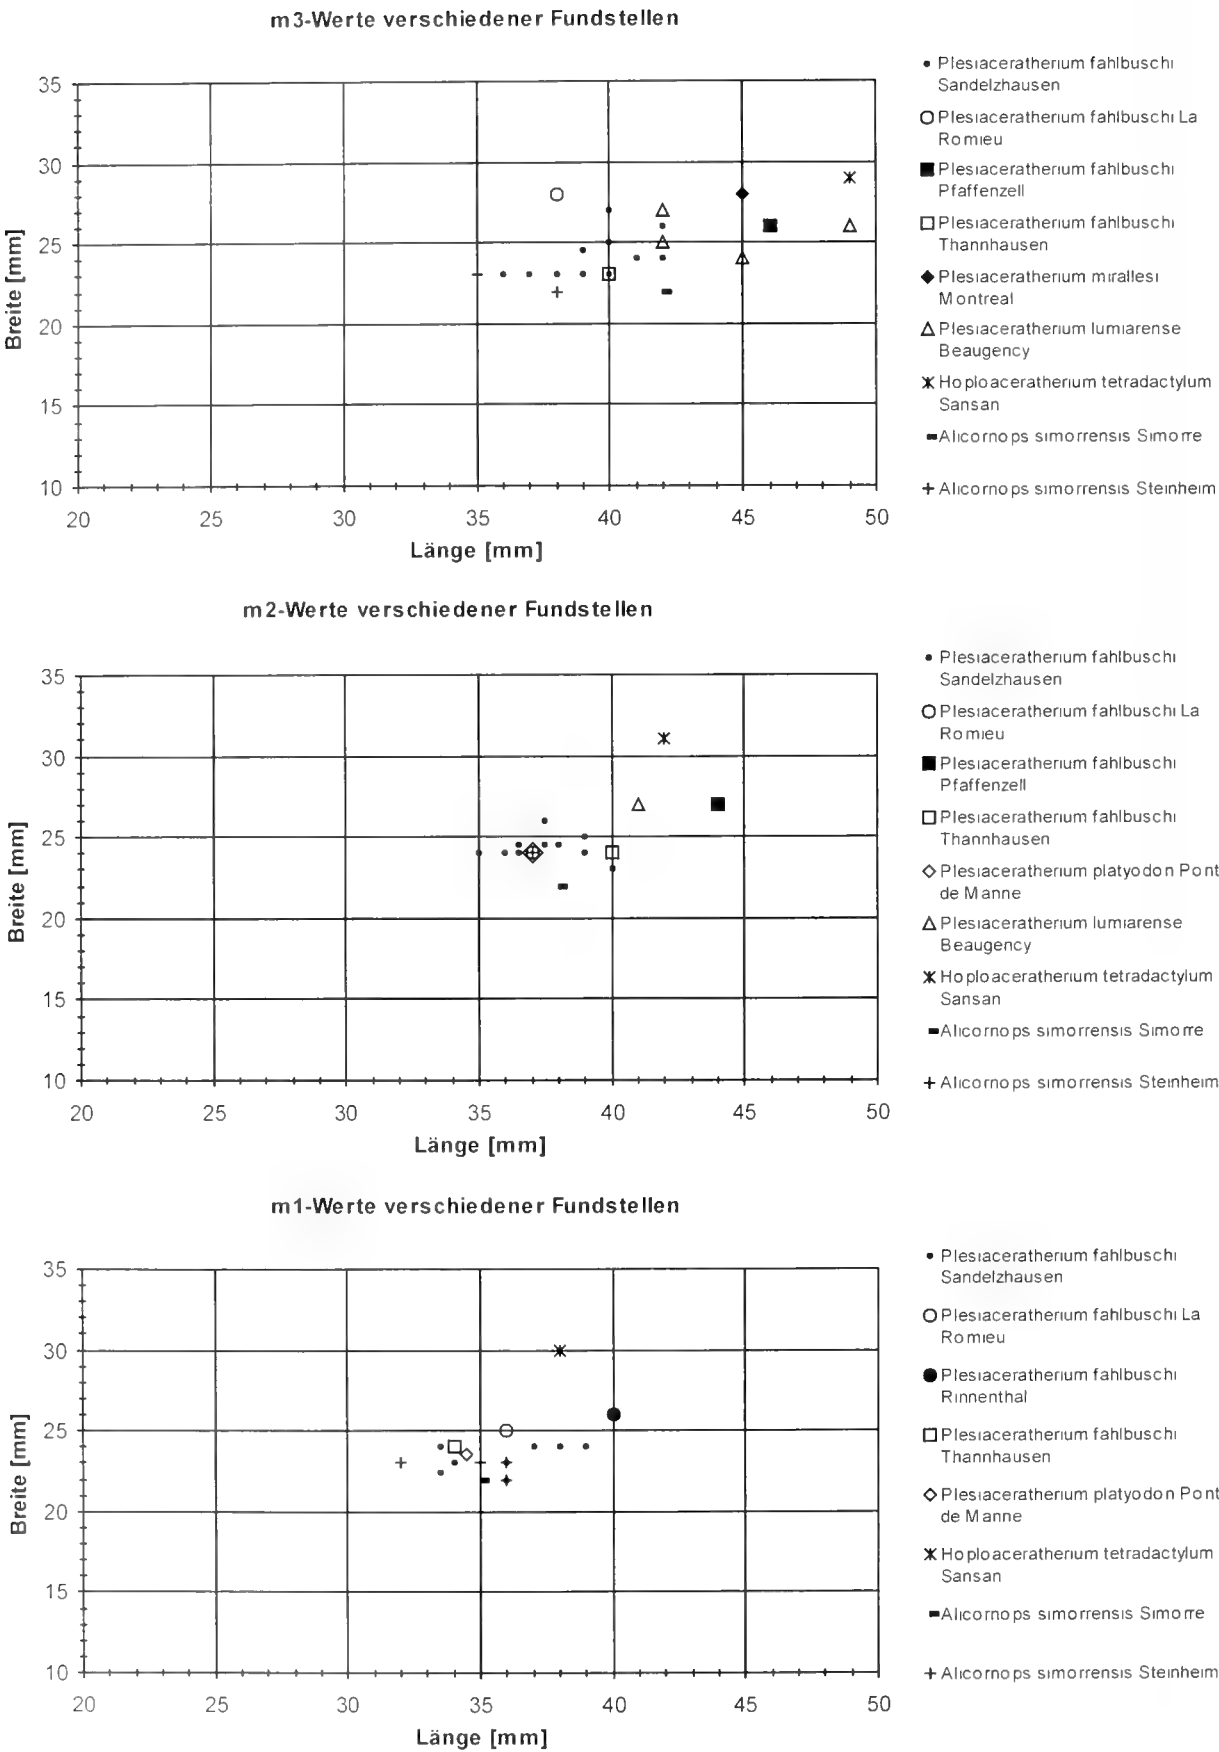 m3-Werte verschiedener Fundstellen
35
30
25
20
15
10
Breite [mm]
20 25 30 35 40 45 50
Länge [mm]
Plesiaceratherium fahlbuschi
Sandelzhausen
Plesiaceratherium fahlbuschi La
Romieu
Plesiaceratherium fahlbuschi
Pfaffenzell
Plesiaceratherium fahlbuschi
Thannhausen
Plesiaceratherium mirallesi
Montreal
Plesiaceratherium lumiarense
Beaugency
Hoploaceratherium tetradactylum
Sansan
Alicornops simorrensis Simorre
Alicornops simorrensis Steinheim
m2-Werte verschiedener Fundstellen
35
30
25
20
15
10
Breite [mm]
20 25 30 35 40 45 50
Länge [mm]
Plesiaceratherium fahlbuschi
Sandelzhausen
Plesiaceratherium fahlbuschi La
Romieu
Plesiaceratherium fahlbuschi
Pfaffenzell
Plesiaceratherium fahlbuschi
Thannhausen
Plesiaceratherium platyodon Pont
de Manne
Plesiaceratherium lumiarense
Beaugency
Hoploaceratherium tetradactylum
Sansan
Alicornops simorrensis Simorre
Alicornops simorrensis Steinheim
m1-Werte verschiedener Fundstellen
35
30
25
20
15
10
Breite [mm]
20 25 30 35 40 45 50
Länge [mm]
Plesiaceratherium fahlbuschi
Sandelzhausen
Plesiaceratherium fahlbuschi La
Romieu
Plesiaceratherium fahlbuschi
Rinnenthal
Plesiaceratherium fahlbuschi
Thannhausen
Plesiaceratherium platyodon Pont
de Manne
Hoploaceratherium tetradactylum
Sansan
Alicornops simorrensis Simorre
Alicornops simorrensis Steinheim